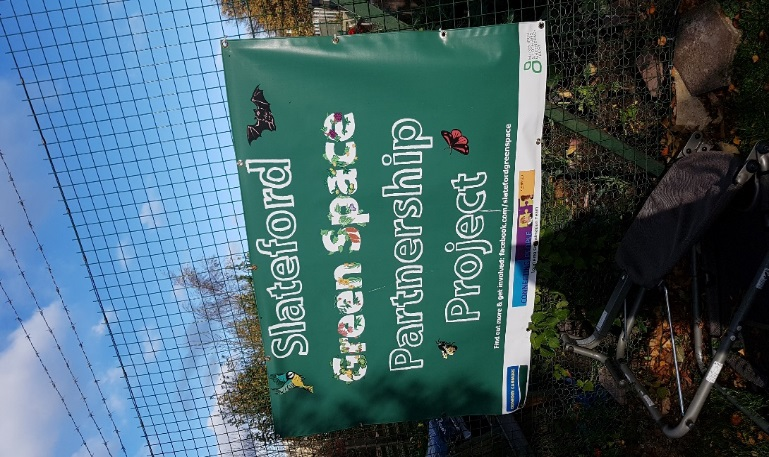 Slateford
Green Space
Partnership
Project
Find out more & get involved: facebook.com/slatefordgreenspace